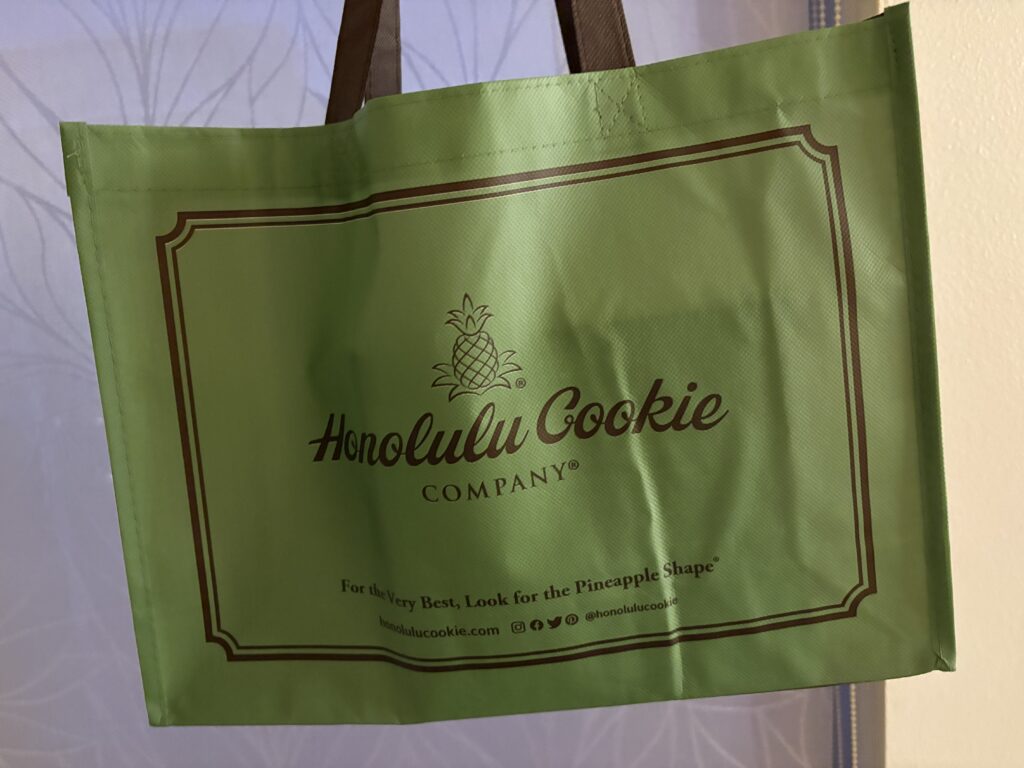 ®
Honolulu Cookie
COMPANY®
For the Very Best, Look for the Pineapple Shape®
honolulucookie.com @honolulucookie